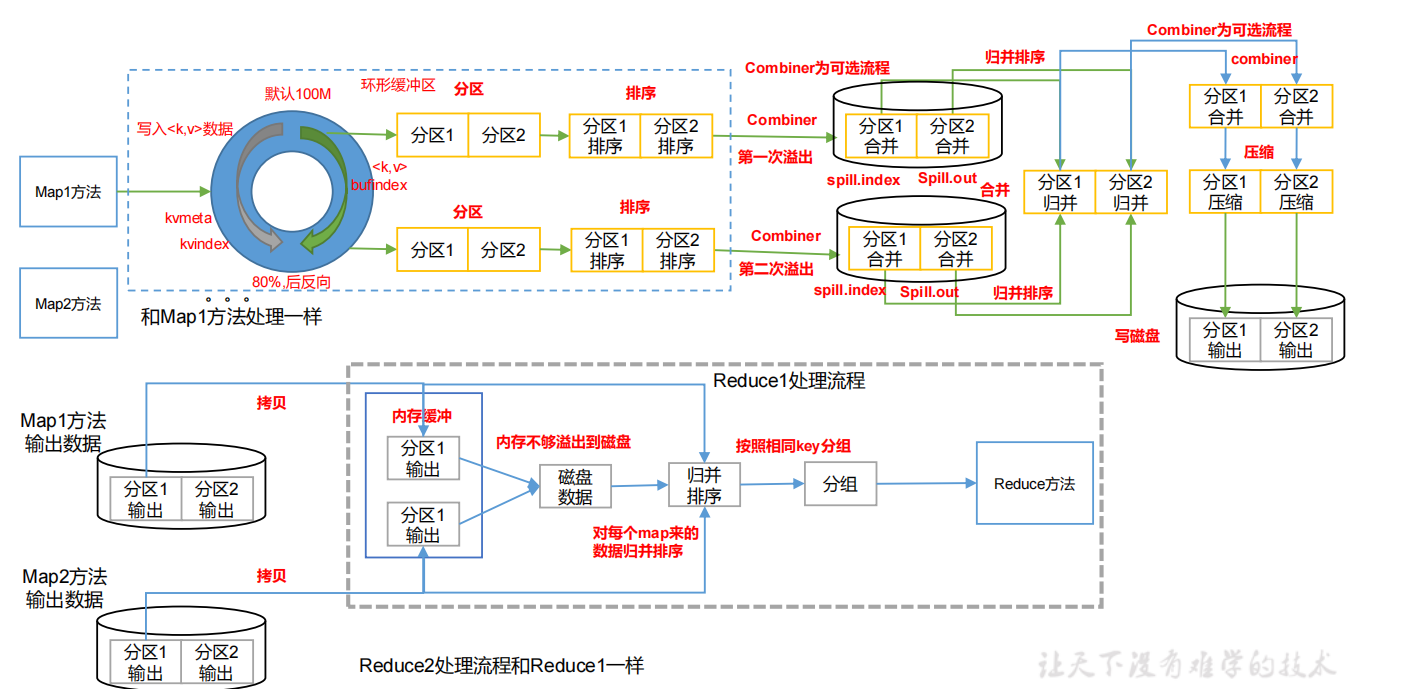 Combiner为可选流程
归并排序
Combiner为可选流程
combiner
默认100M
环形缓冲区
分区
排序
写入<k,v>数据
分区1
分区2
分区1
排序
分区2
排序
Combiner
第一次溢出
分区1
合并
分区2
合并
spill.index
Spill.out
合并
分区1
合并
分区2
合并
压缩
Map1方法
<k,v>
bufindex
kvmeta
kvindex
分区
排序
分区1
分区2
分区1
排序
分区2
排序
Combiner
第二次溢出
分区1
合并
分区2
合并
spill.index
Spill.out
归并排序
分区1
归并
分区2
归并
分区1
压缩
分区2
压缩
80%,后反向
Map2方法
。。。
和Map1方法处理一样
写磁盘
分区1
输出
分区2
输出
Reduce1处理流程
Map1方法
输出数据
拷贝
分区1
输出
分区2
输出
内存缓冲
分区1
输出
分区1
输出
内存不够溢出到磁盘
磁盘
数据
归并
排序
对每个map来的
数据归并排序
按照相同key分组
分组
Reduce方法
Map2方法
输出数据
拷贝
分区1
输出
分区2
输出
Reduce2处理流程和Reduce1一样
让天下没有难学的技术